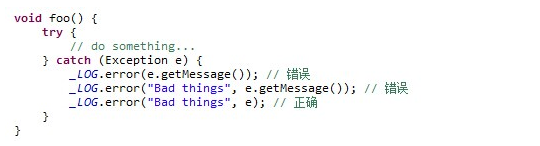 void foo() {
    try {
        // do something...
    } catch (Exception e) {
        _LOG.error(e.getMessage()); // 错误
        _LOG.error("Bad things", e.getMessage()); // 错误
        _LOG.error("Bad things", e); // 正确
    }
}